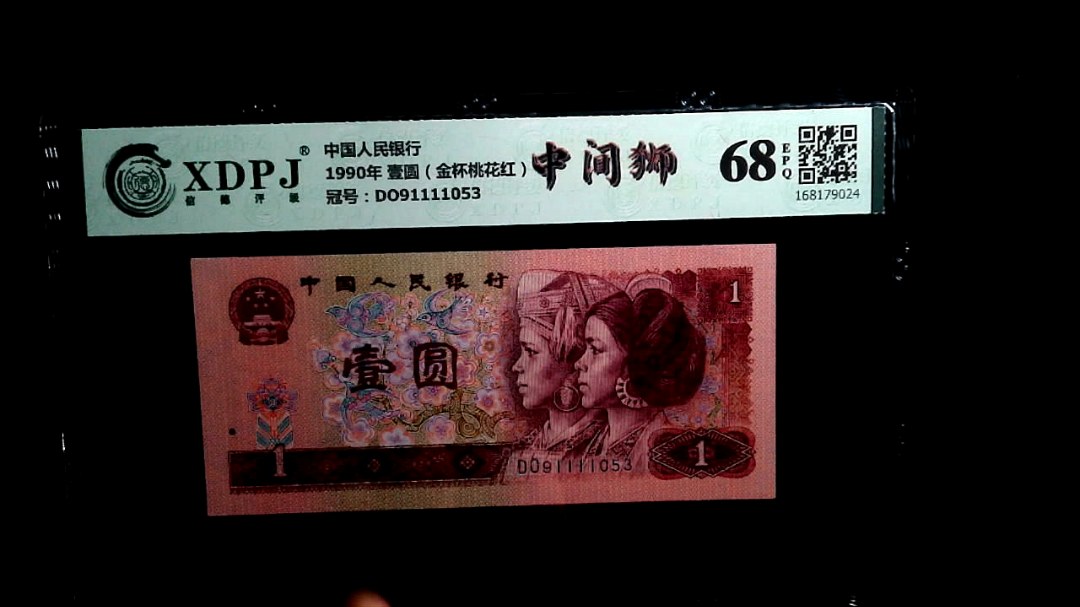 XDPJ®
信德评级
中国人民银行
1990年 壹圆（金杯桃花红）
冠号：DO91111053
中间狮
68
EPQ
168179024
中国人民银行
1
壹圆
1
DO91111053
1